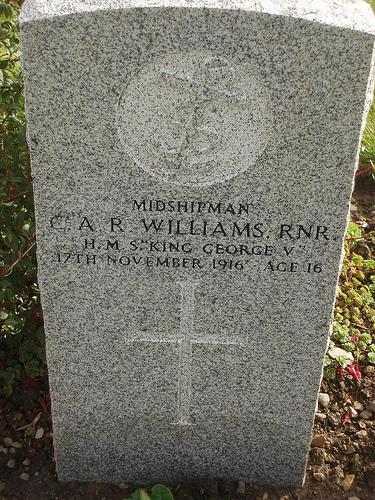 MIDSHIPMAN
C. A. R. WILLIAMS, RNR.
H.M.S. "KING GEORGE V."
17TH NOVEMBER 1916 AGE 16